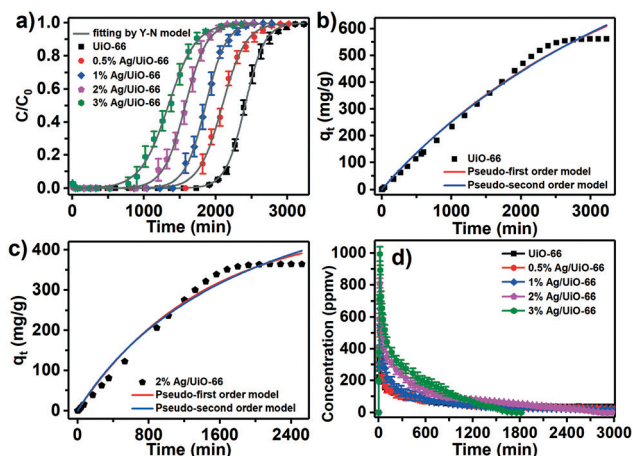 a)
C/C0
1.0
0.8
0.6
0.4
0.2
0.0
fitting by Y-N model
UiO-66
0.5% Ag/UiO-66
1% Ag/UiO-66
2% Ag/UiO-66
3% Ag/UiO-66
0 1000 2000 3000
Time (min)
b)
qt (mg/g)
700
600
500
400
300
200
100
0
UiO-66
Pseudo-first order model
Pseudo-second order model
0 1000 2000 3000
Time (min)
c)
qt (mg/g)
400
300
200
100
0
2% Ag/UiO-66
Pseudo-first order model
Pseudo-second order model
0 800 1600 2400
Time (min)
d)
Concentration (ppmv)
1000
800
600
400
200
0
UiO-66
0.5% Ag/UiO-66
1% Ag/UiO-66
2% Ag/UiO-66
3% Ag/UiO-66
0 600 1200 1800 2400 3000
Time (min)